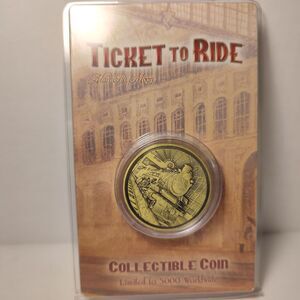 TICKET TO RIDE
COLLECTIBLE COIN
Limited to 5000 Worldwide